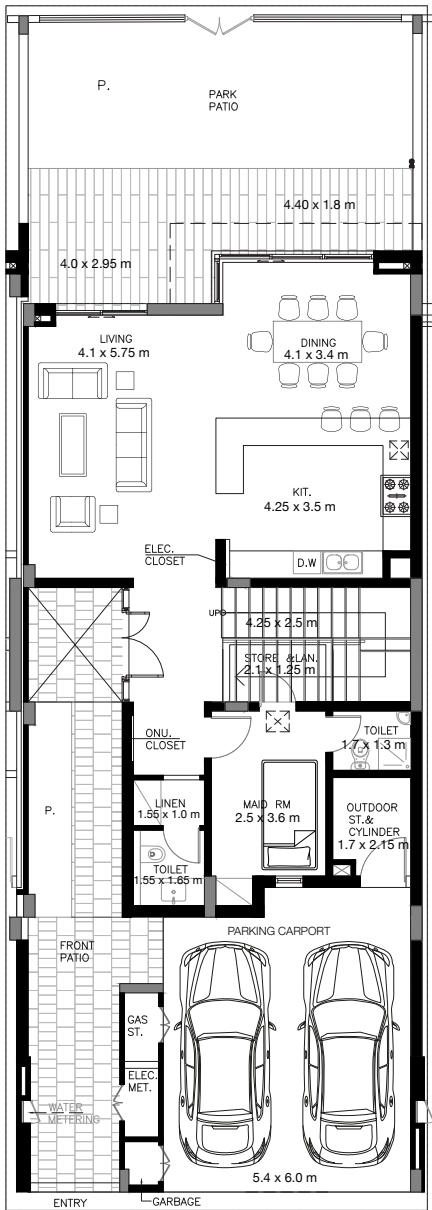 P.
PARK
PATIO
4.40 x 1.8 m
4.0 x 2.95 m
LIVING
4.1 x 5.75 m
DINING
4.1 x 3.4 m
KIT.
4.25 x 3.5 m
ELEC.
CLOSET
D.W
UP
4.25 x 2.5 m
STORE &LAN.
2.1 x 1.25 m
ONU.
CLOSET
TOILET
1.7 x 1.3 m
P.
LINEN
1.55 x 1.0 m
MAID RM
2.5 x 3.6 m
OUTDOOR
ST.&
CYLINDER
1.7 x 2.15 m
TOILET
1.55 x 1.65 m
FRONT
PATIO
PARKING CARPORT
GAS
ST.
ELEC.
MET.
WATER
METERING
5.4 x 6.0 m
ENTRY
GARBAGE